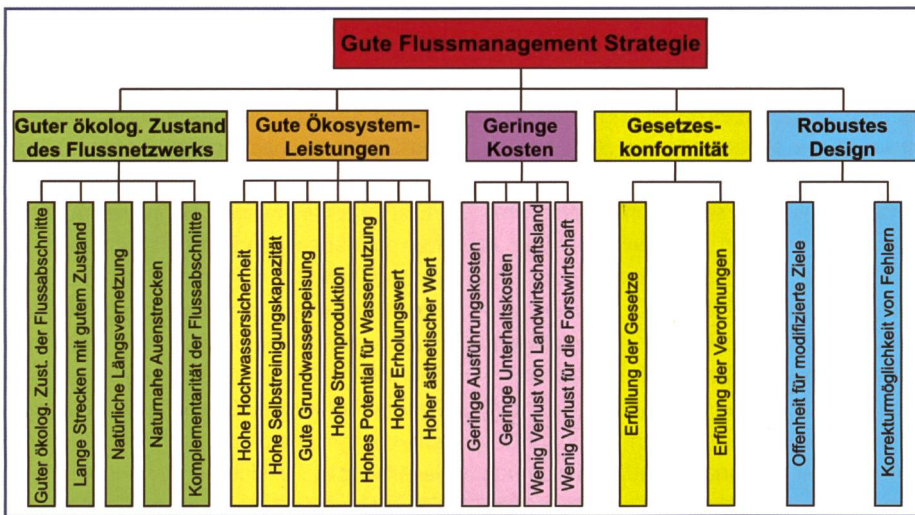 Gute Flussmanagement Strategie
Guter ökolog. Zustand
des Flussnetzwerks
Gute Ökosystem-
Leistungen
Geringe
Kosten
Gesetzes-
konformität
Robustes
Design
Guter ökolog. Zust. der Flussabschnitte
Lange Strecken mit gutem Zustand
Natürliche Längsvernetzung
Naturnahe Auenstrecken
Komplementarität der Flussabschnitte
Hohe Hochwassersicherheit
Hohe Selbstreinigungskapazität
Gute Grundwasserspeisung
Hohe Stromproduktion
Hohes Potential für Wassernutzung
Hoher Erholungswert
Hoher ästhetischer Wert
Geringe Ausführungskosten
Geringe Unterhaltskosten
Wenig Verlust von Landwirtschaftsland
Wenig Verlust für die Forstwirtschaft
Erfüllung der Gesetze
Erfüllung der Verordnungen
Offenheit für modifizierte Ziele
Korrekturmöglichkeit von Fehlern